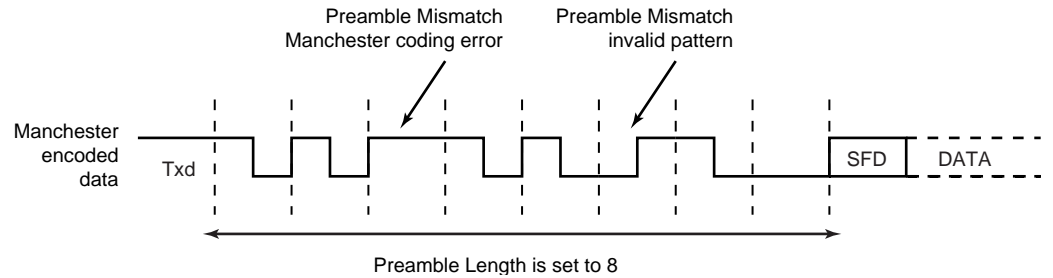 Preamble Mismatch
Manchester coding error
Preamble Mismatch
invalid pattern
Manchester
encoded
data
Txd
SFD
DATA
Preamble Length is set to 8